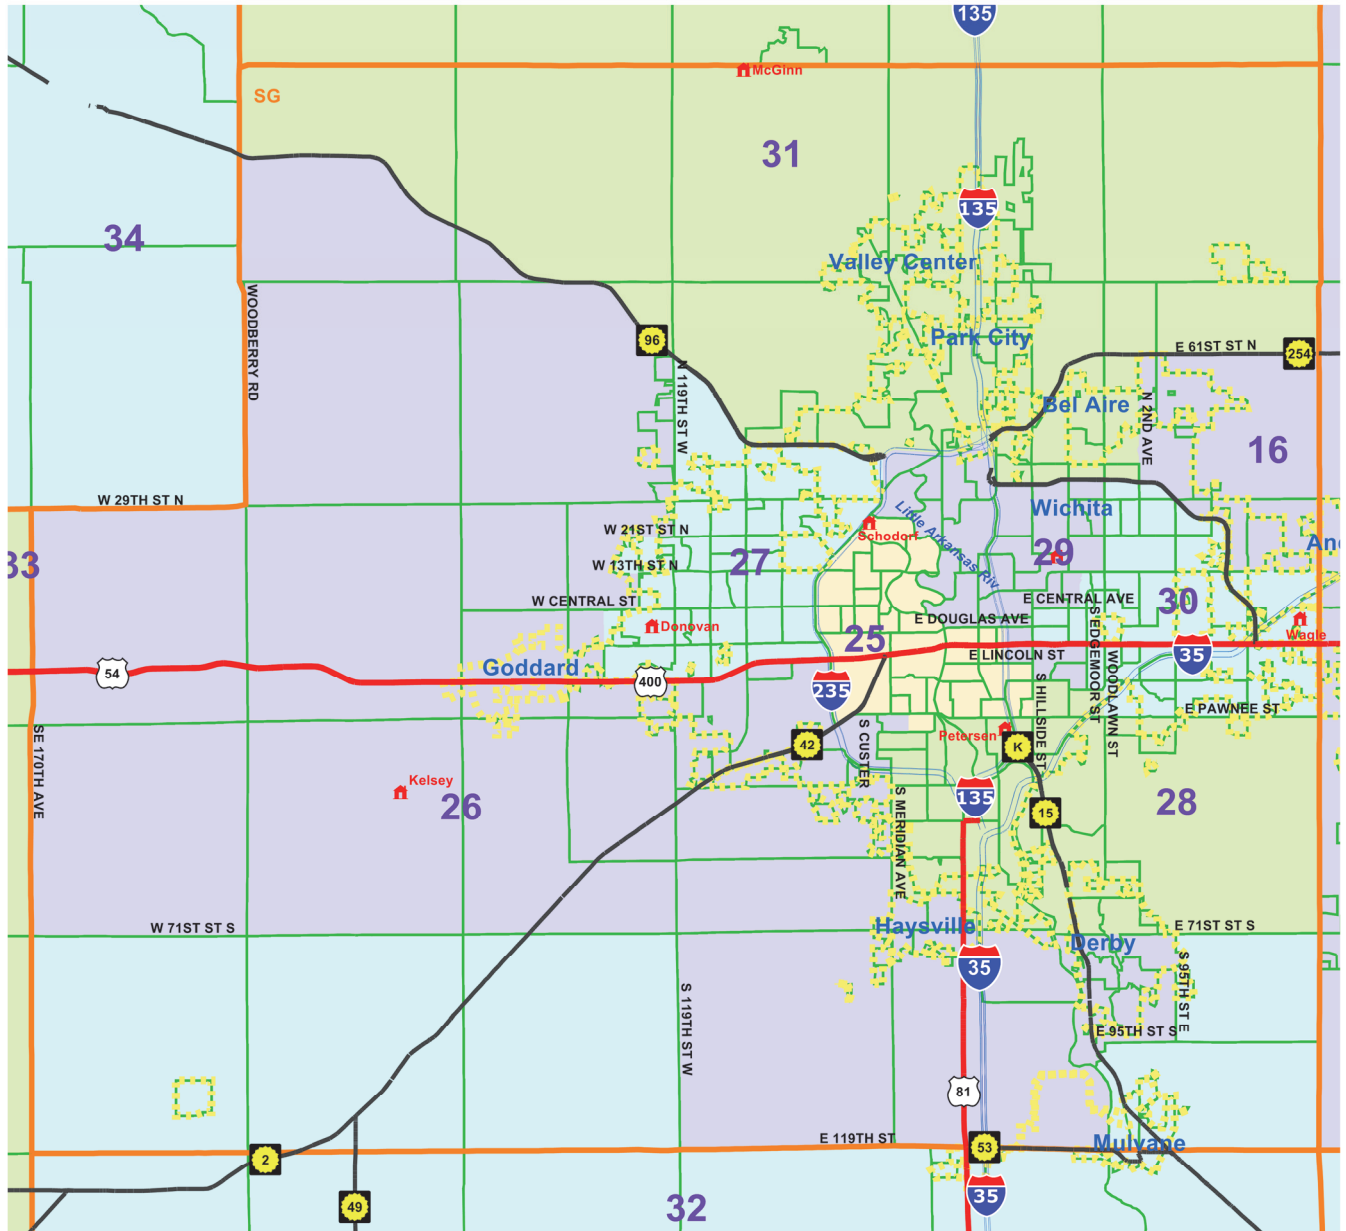 135
McGinn
SG
31
135
34
Valley Center
WOODBERRY RD
96
Park City
E 61ST ST N
254
N 119TH ST W
Bel Aire
N 2ND AVE
16
W 29TH ST N
Little Arkansas Riv
Wichita
W 21ST ST N
Schodorf
29
33
27
W 13TH ST N
W CENTRAL ST
E CENTRAL AVE
30
S EDGEMOOR ST
E DOUGLAS AVE
Donovan
25
Wagle
E LINCOLN ST
35
WOODLAWN ST
Goddard
54
400
235
S HILLSIDE ST
E PAWNEE ST
SE 170TH AVE
S CUSTER
Petersen
42
K
Kelsey
26
S MERIDIAN AVE
135
15
28
W 71ST ST S
Haysville
E 71ST ST S
Derby
35
S 95TH ST E
S 119TH ST W
E 95TH ST S
81
E 119TH ST
53
Mulvane
2
35
49
32